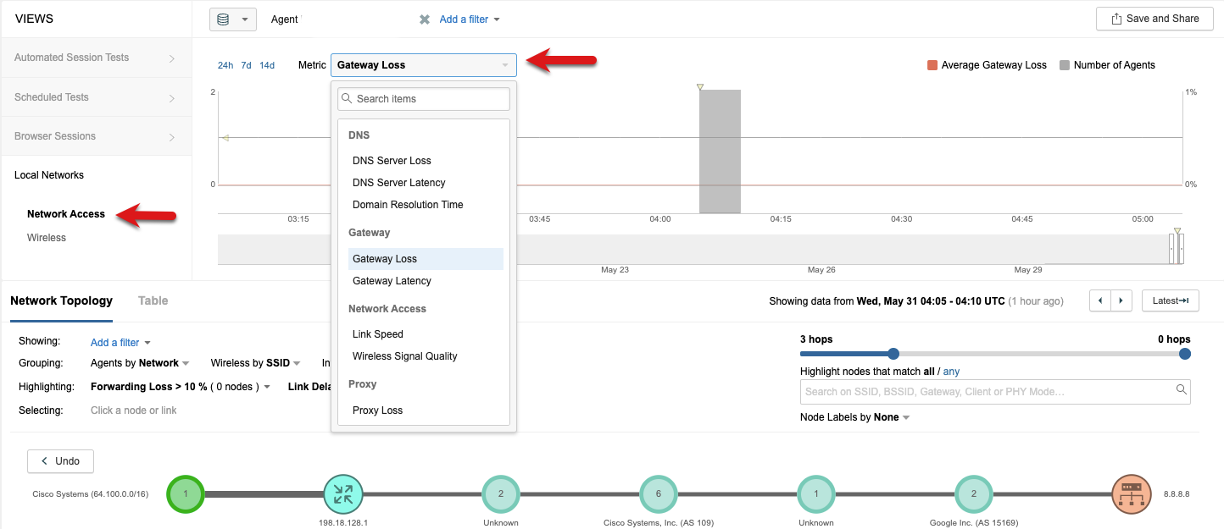 VIEWS
Agent
Add a filter
Save and Share
Automated Session Tests
Scheduled Tests
Browser Sessions
Local Networks
Network Access
Wireless
24h 7d 14d
Metric Gateway Loss
Average Gateway Loss Number of Agents
Search items
DNS
DNS Server Loss
DNS Server Latency
Domain Resolution Time
Gateway
Gateway Loss
Gateway Latency
Network Access
Link Speed
Wireless Signal Quality
Proxy
Proxy Loss
2 1%
0 0%
03:15 03:45 04:00 04:15 04:30 04:45 05:00
May 23 May 26 May 29
Network Topology Table
Showing data from Wed, May 31 04:05 - 04:10 UTC (1 hour ago)
Latest
Showing: Add a filter
Grouping: Agents by Network Wireless by SSID In
Highlighting: Forwarding Loss > 10 % ( 0 nodes ) Link Dela
Selecting: Click a node or link
3 hops 0 hops
Highlight nodes that match all / any
Search on SSID, BSSID, Gateway, Client or PHY Mode...
Node Labels by None
Undo
Cisco Systems (64.100.0.0/16) 1 2 6 1 2 8.8.8.8
198.18.128.1 Unknown Cisco Systems, Inc. (AS 109) Unknown Google Inc. (AS 15169)